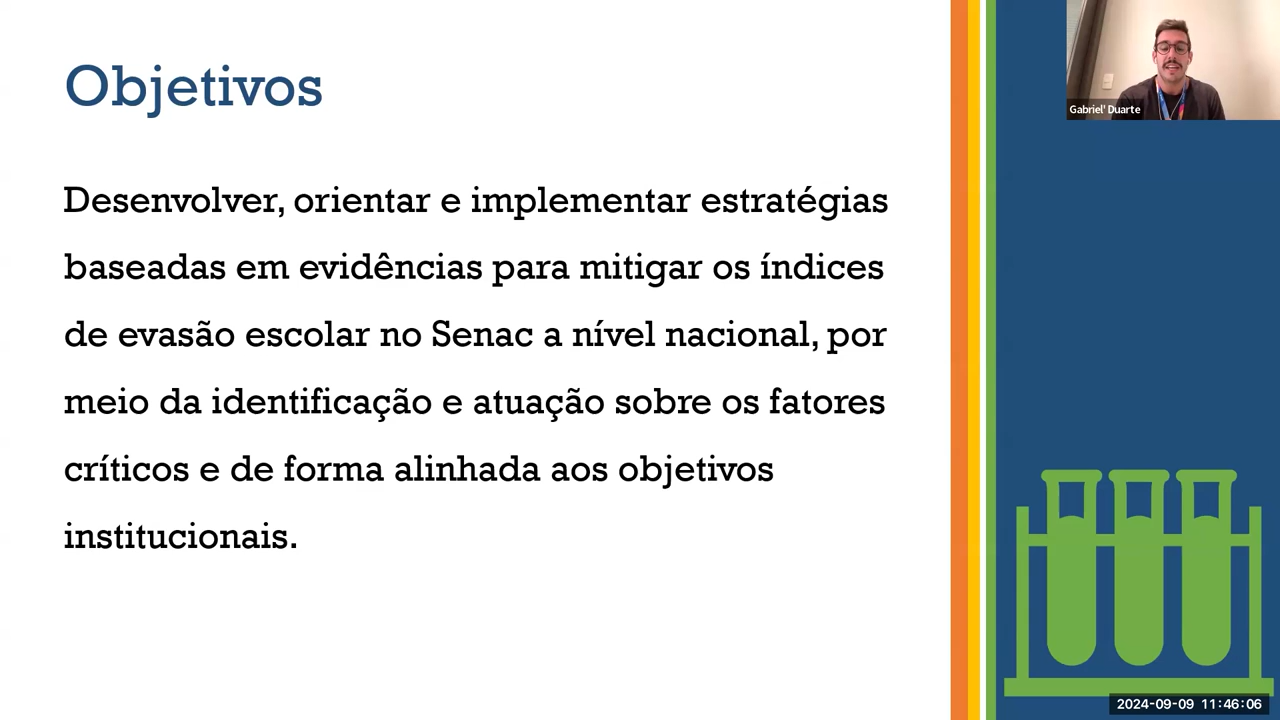 Objetivos
Gabriel' Duarte
Desenvolver, orientar e implementar estratégias
baseadas em evidências para mitigar os índices
de evasão escolar no Senac a nível nacional, por
meio da identificação e atuação sobre os fatores
críticos e de forma alinhada aos objetivos
institucionais.
2024-09-09 11:46:06